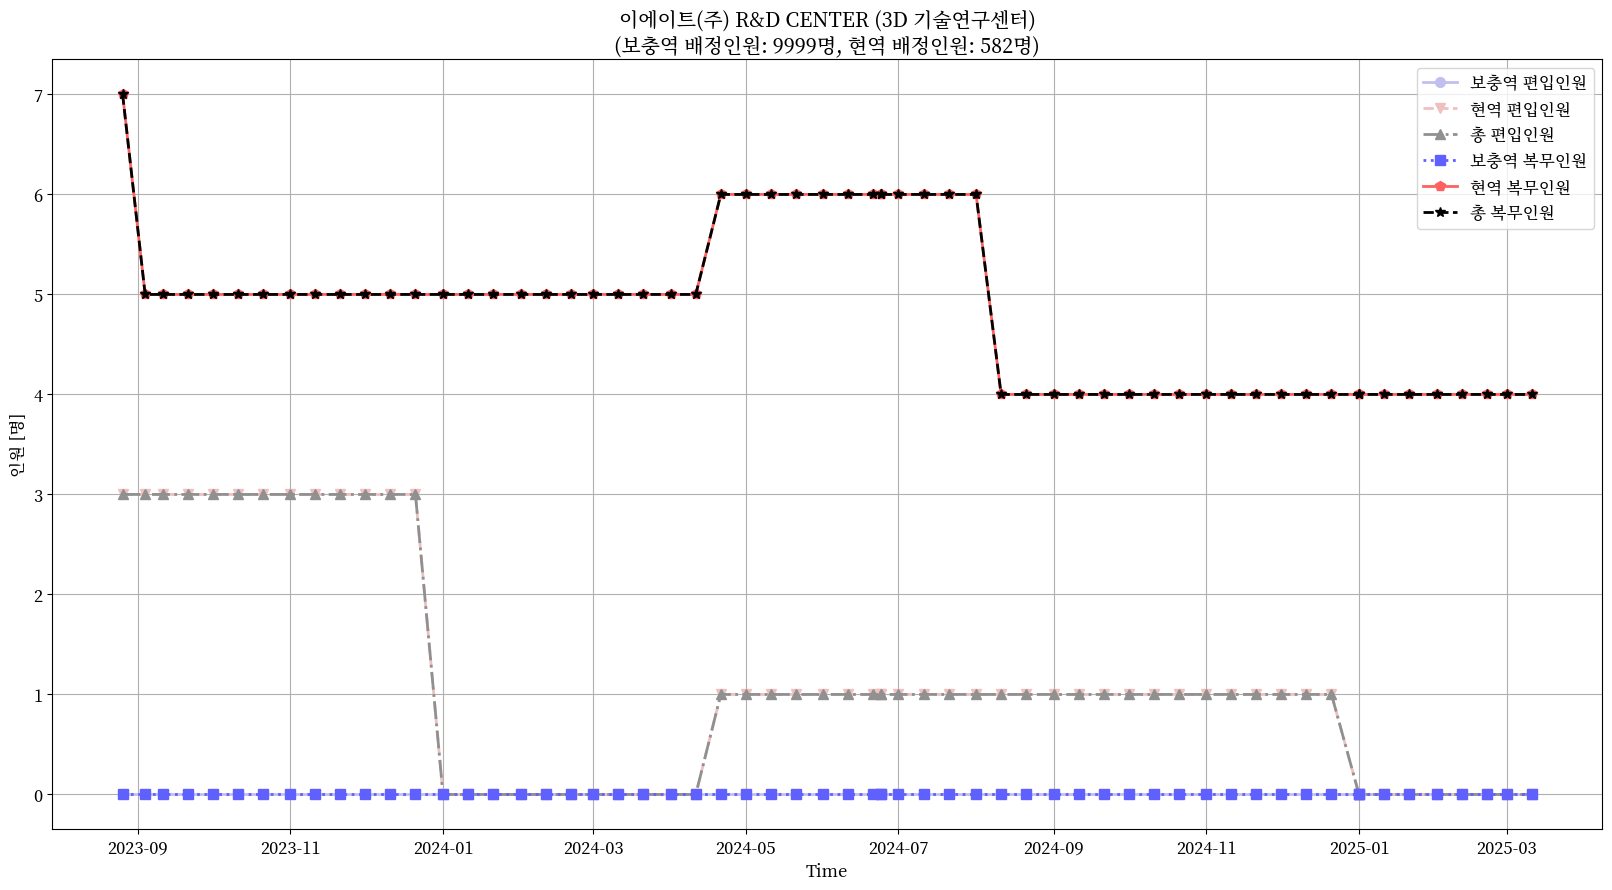 이에이트(주) R&D CENTER (3D 기술연구센터)
(보충역 배정인원: 9999명, 현역 배정인원: 582명)
보충역 편입인원
현역 편입인원
총 편입인원
보충역 복무인원
현역 복무인원
총 복무인원
인원 [명]
7
6
5
4
3
2
1
0
2023-09
2023-11
2024-01
2024-03
2024-05
2024-07
2024-09
2024-11
2025-01
2025-03
Time